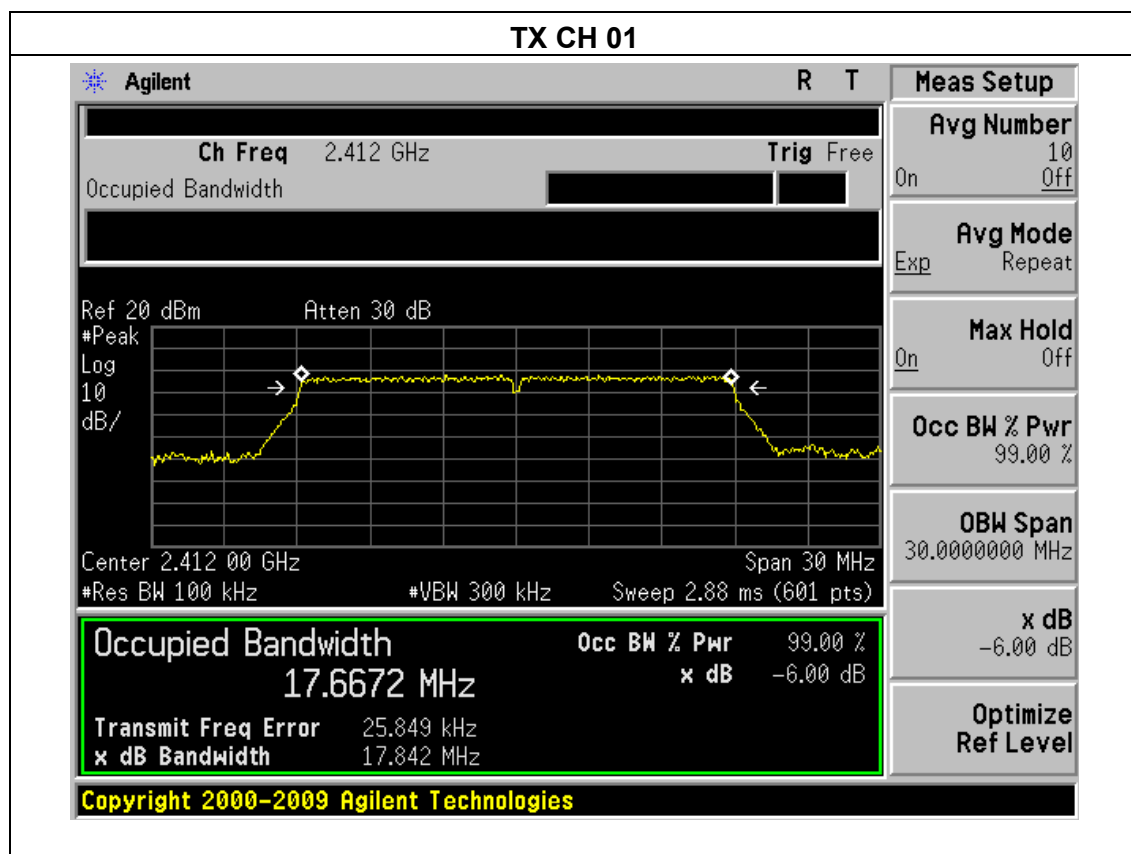 TX CH 01
Agilent R T
Ch Freq 2.412 GHz Trig Free
Occupied Bandwidth
Ref 20 dBm Atten 30 dB
#Peak
Log
10
dB/
Center 2.412 00 GHz Span 30 MHz
#Res BW 100 kHz #VBW 300 kHz Sweep 2.88 ms (601 pts)
Occupied Bandwidth Occ BW % Pwr 99.00 %
17.6672 MHz x dB -6.00 dB
Transmit Freq Error 25.849 kHz
x dB Bandwidth 17.842 MHz
Copyright 2000-2009 Agilent Technologies
Meas Setup
Avg Number
10
On Off
Avg Mode
Exp Repeat
Max Hold
On Off
Occ BW % Pwr
99.00 %
OBW Span
30.0000000 MHz
x dB
-6.00 dB
Optimize
Ref Level